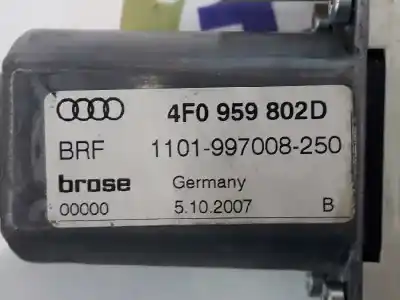 4F0 959 802D
BRF 1101-997008-250
brose Germany
00000 5.10.2007 B